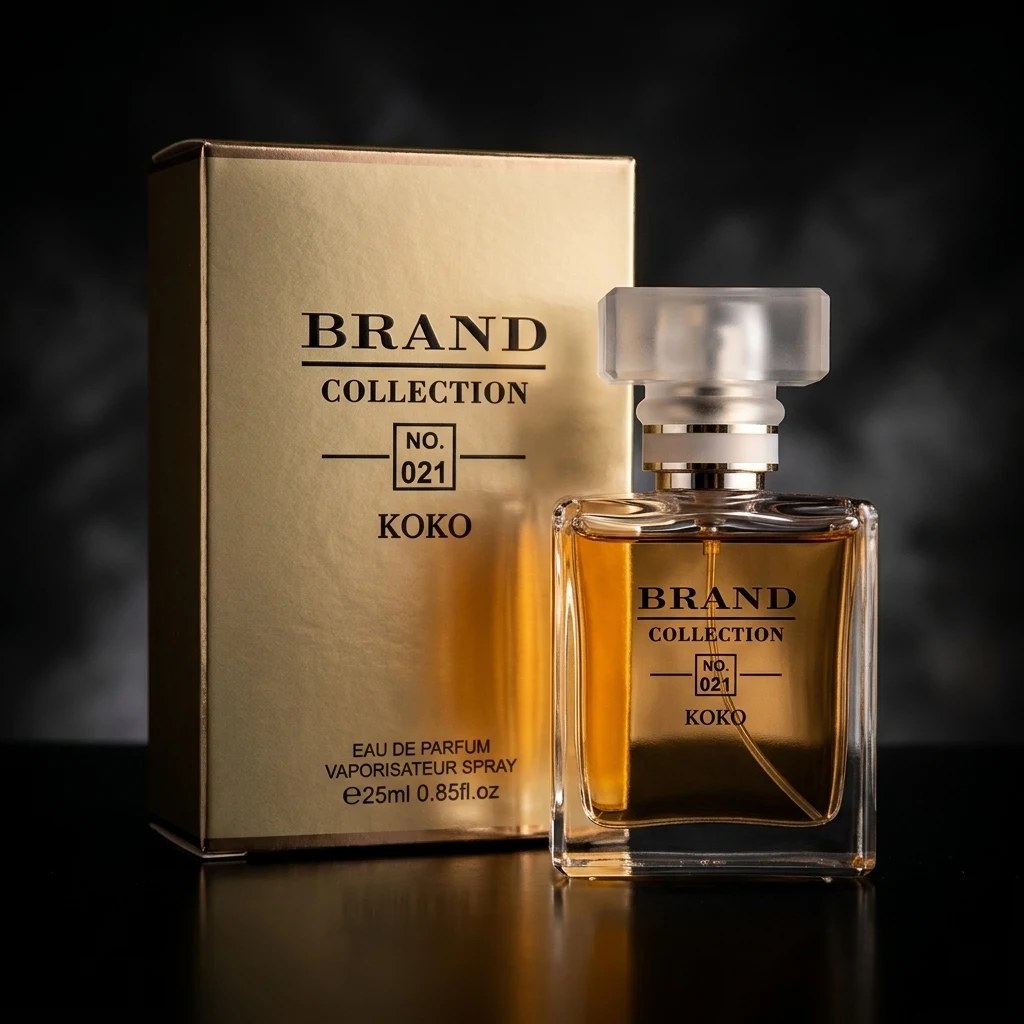 BRAND
COLLECTION
NO.
021
KOKO
EAU DE PARFUM
VAPORISATEUR SPRAY
℮25ml 0.85fl.oz
BRAND
COLLECTION
NO.
021
KOKO